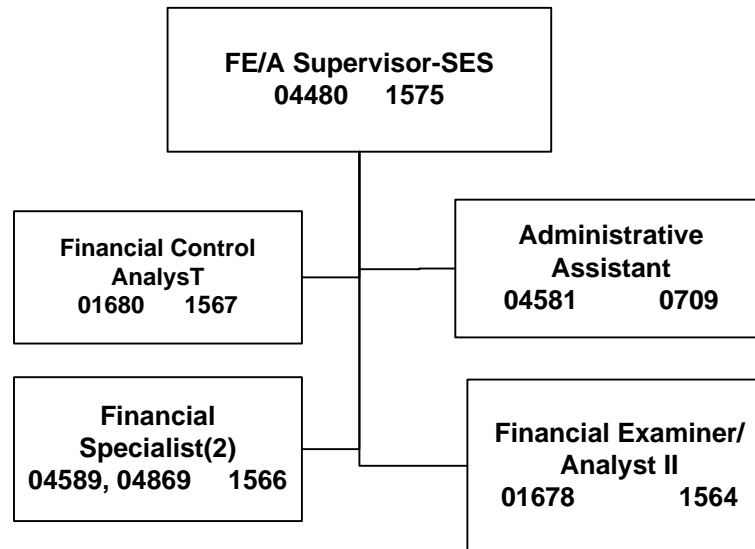 FE/A Supervisor-SES
04480 1575
Financial Control
AnalysT
01680 1567
Administrative
Assistant
04581 0709
Financial
Specialist(2)
04589, 04869 1566
Financial Examiner/
Analyst II
01678 1564